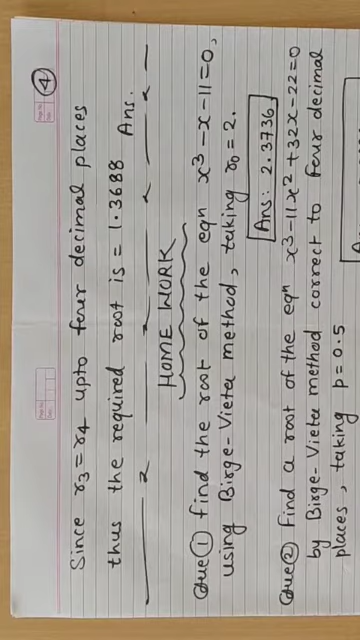 ④
Since r3 = r4 upto four decimal places
thus the required root is = 1.3688
Ans.
HOME WORK
Que① find the root of the eqn x³-x-11=0,
using Birge-Vieta method, taking r0 = 2.
Ans: 2.3736
Que② Find a root of the eqn x³-11x²+32x-22=0
by Birge-Vieta method correct to four decimal
places, taking p=0.5